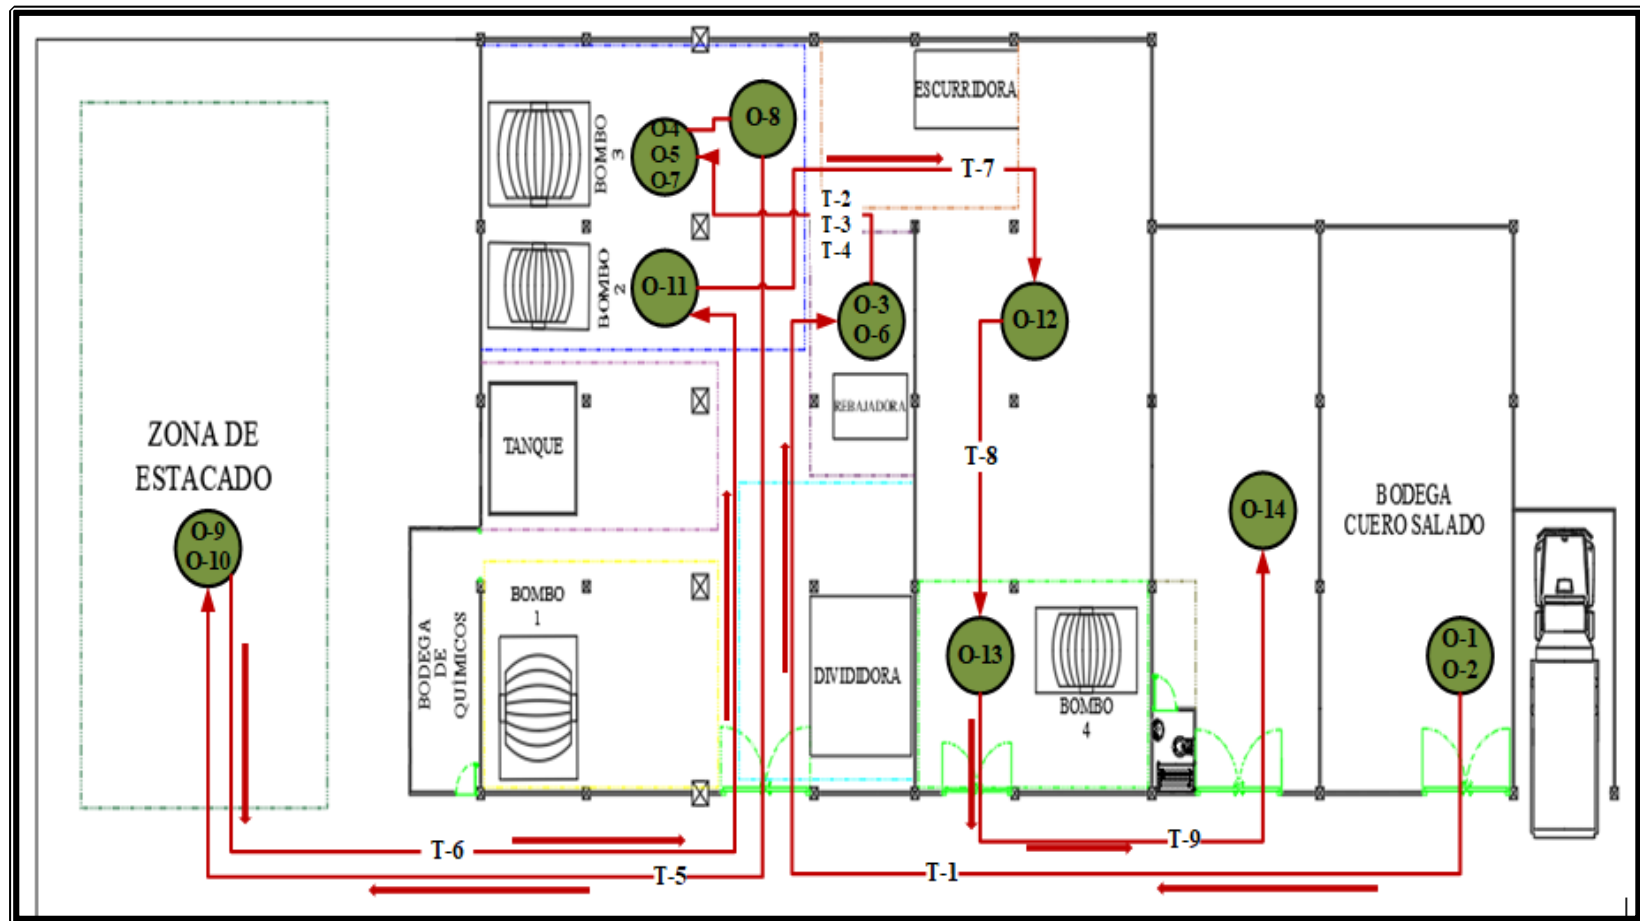 ESCURRIDORA
O-8
O-4
O-5
O-7
BOMBO
3
T-7
T-2
T-3
T-4
BOMBO
2
O-11
O-3
O-6
O-12
REBAJADORA
TANQUE
T-8
ZONA DE
ESTACADO
O-9
O-10
O-14
BODEGA
CUERO SALADO
BOMBO
1
BODEGA
DE
QUÍMICOS
DIVIDIDORA
O-13
BOMBO
4
O-1
O-2
T-6
T-9
T-5
T-1